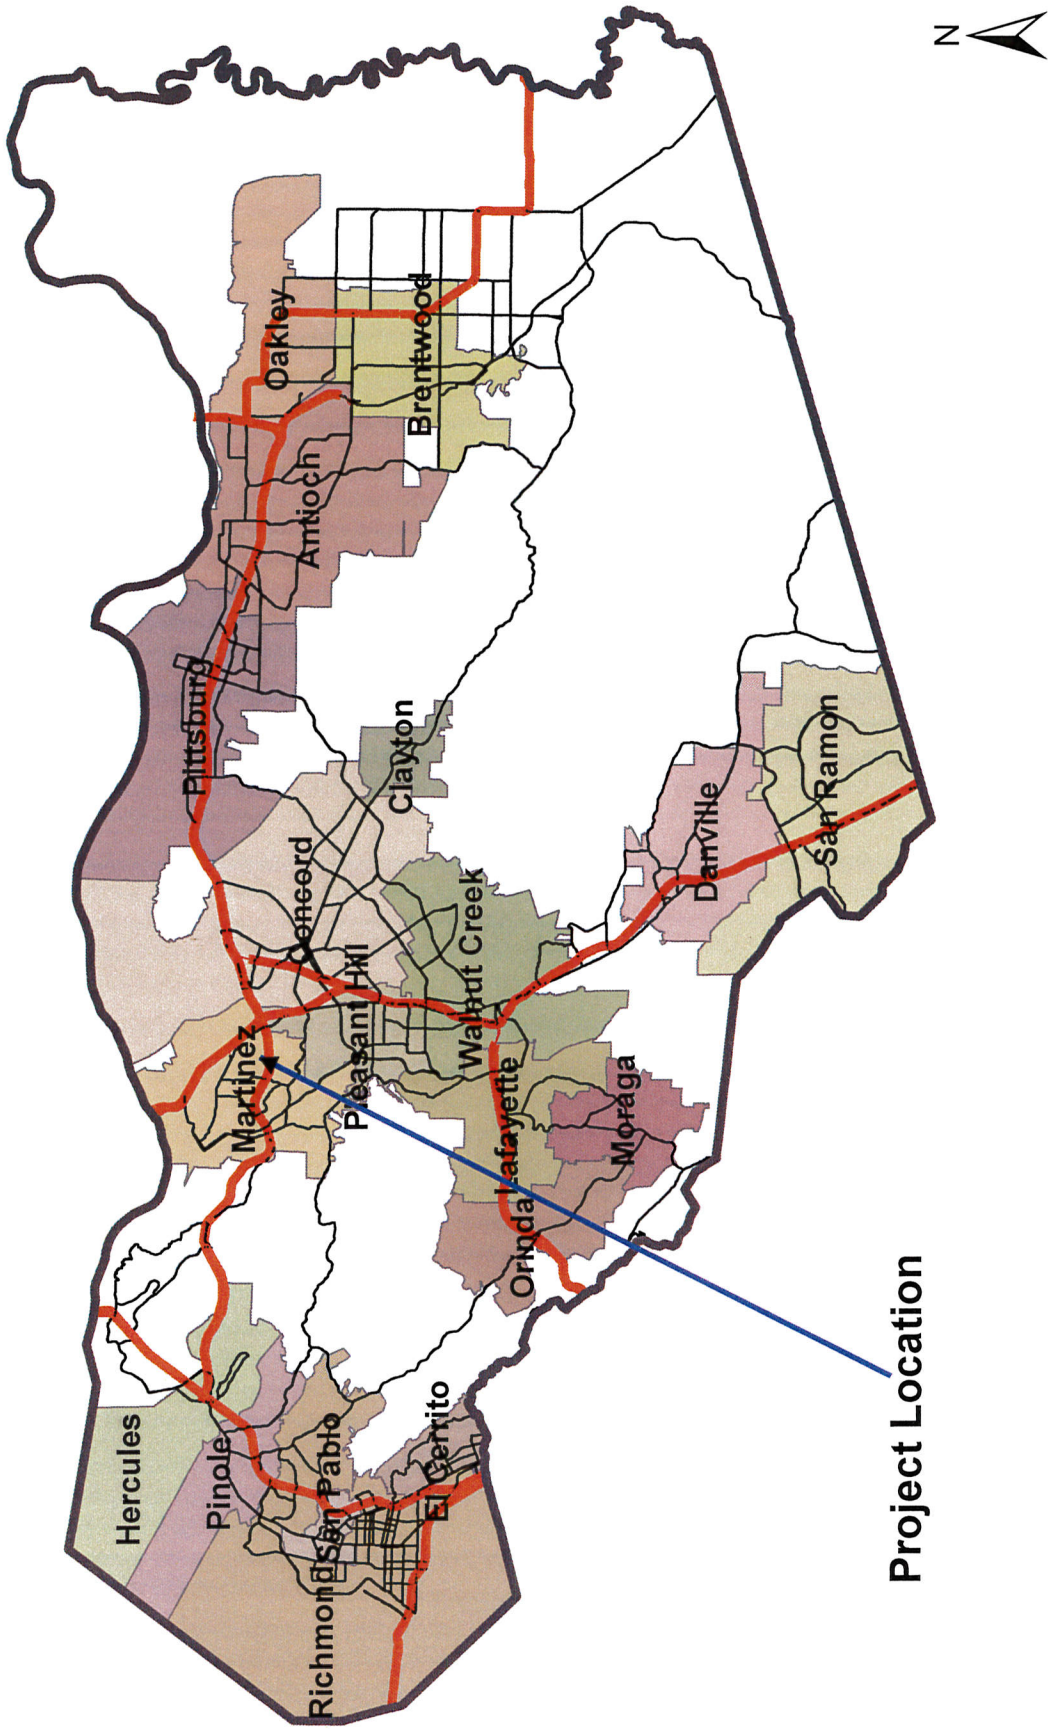 N
Hercules
Pinole
Richmond
San Pablo
El Cerrito
Martinez
Pleasant Hill
Concord
Pittsburg
Antioch
Oakley
Brentwood
Clayton
Walnut Creek
Lafayette
Orinda
Moraga
Danville
San Ramon
Project Location